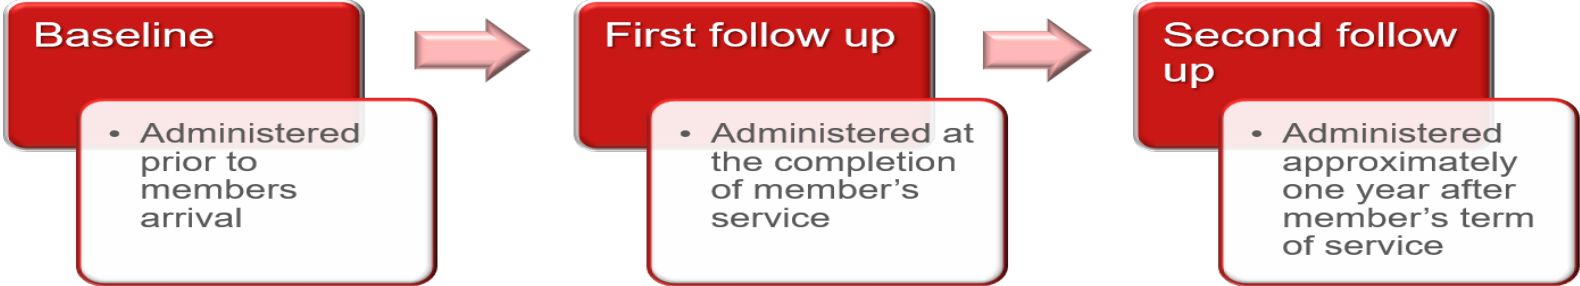 Baseline
• Administered
prior to
members
arrival
First follow up
• Administered at
the completion
of member’s
service
Second follow
up
• Administered
approximately
one year after
member’s term
of service